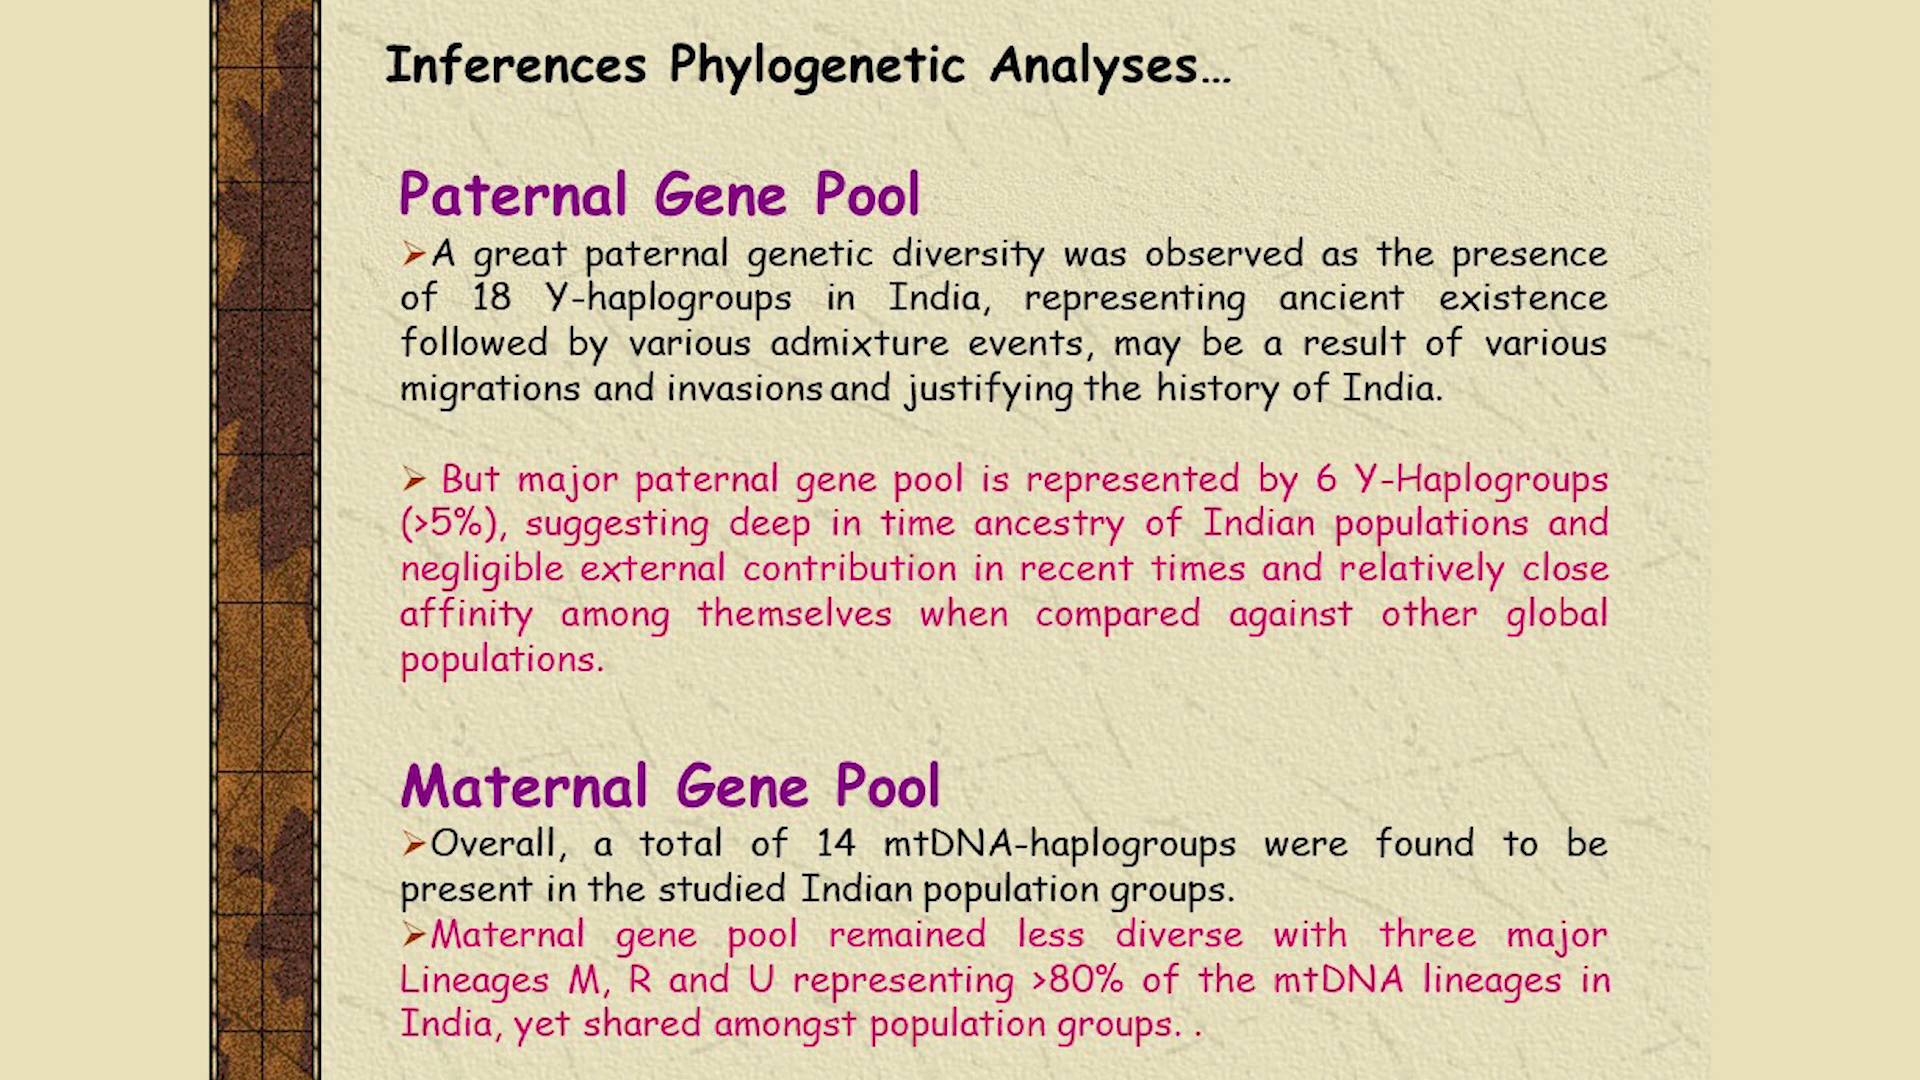 Inferences Phylogenetic Analyses...
Paternal Gene Pool
➢A great paternal genetic diversity was observed as the presence
of 18 Y-haplogroups in India, representing ancient existence
followed by various admixture events, may be a result of various
migrations and invasions and justifying the history of India.
➢ But major paternal gene pool is represented by 6 Y-Haplogroups
(>5%), suggesting deep in time ancestry of Indian populations and
negligible external contribution in recent times and relatively close
affinity among themselves when compared against other global
populations.
Maternal Gene Pool
➢Overall, a total of 14 mtDNA-haplogroups were found to be
present in the studied Indian population groups.
➢Maternal gene pool remained less diverse with three major
Lineages M, R and U representing >80% of the mtDNA lineages in
India, yet shared amongst population groups. .